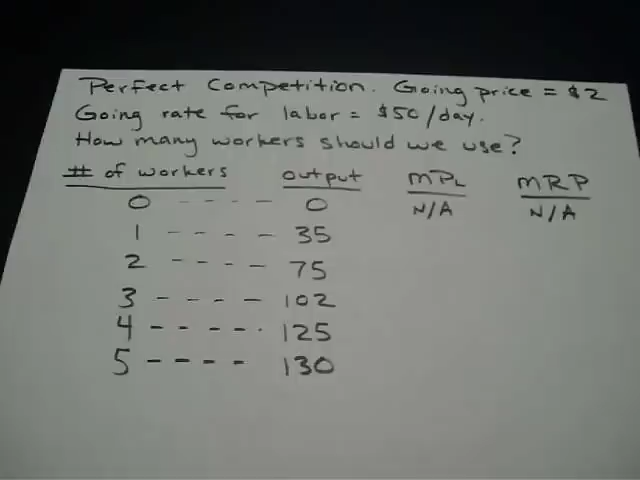 Perfect Competition. Going price = $2
Going rate for labor = $50/day.
How many workers should we use?
# of workers output MPL MRP
0 - - - - 0 N/A N/A
1 - - - - 35
2 - - - - 75
3 - - - - 102
4 - - - - - 125
5 - - - - 130